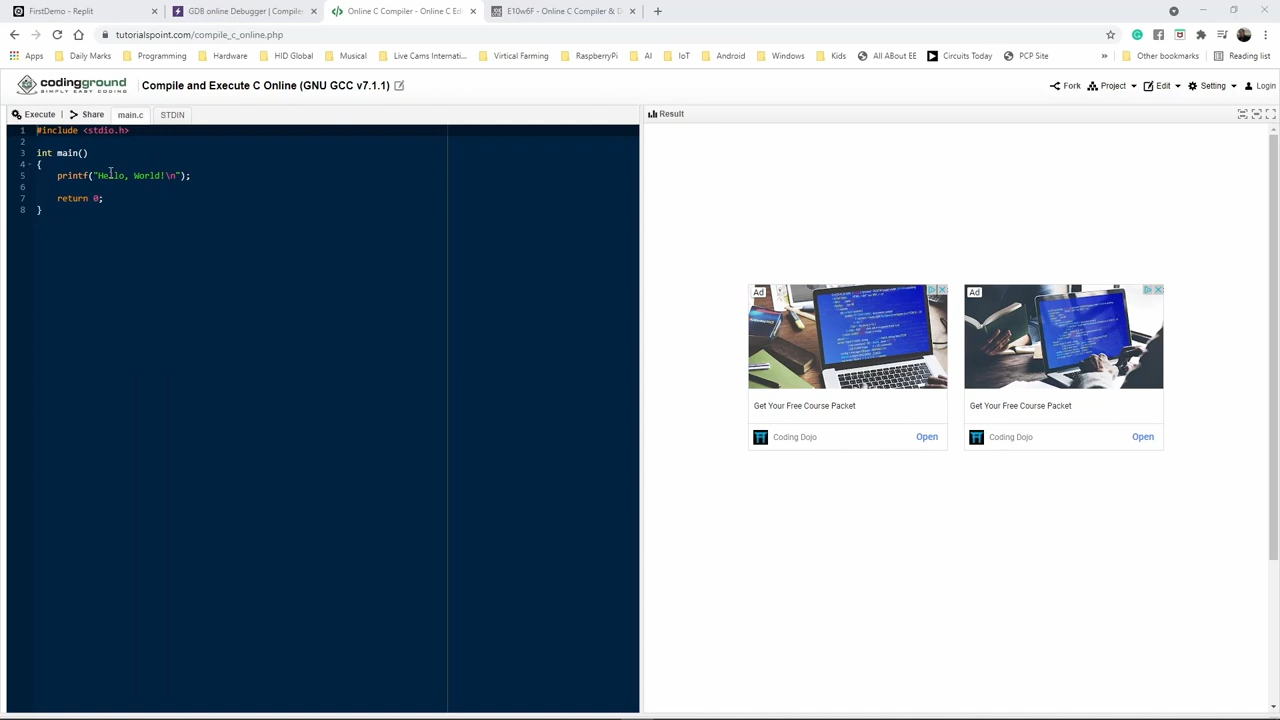 FirstDemo - Replit
GDB online Debugger | Compiler
Online C Compiler - Online C Ed
E10w6F - Online C Compiler & D
tutorialspoint.com/compile_c_online.php
Apps Daily Marks Programming Hardware HID Global Musical Live Cams Internati... Virtual Farming RaspberryPi AI IoT Android Windows Kids All ABout EE Circuits Today PCP Site » Other bookmarks Reading list
codingground
SIMPLY EASY CODING
Compile and Execute C Online (GNU GCC v7.1.1)
Fork Project Edit Setting Login
Execute | Share main.c STDIN
Result
1 #include <stdio.h>
2
3 int main()
4 {
5 printf("Hello, World!\n");
6
7 return 0;
8 }
Ad
Get Your Free Course Packet
Coding Dojo Open
Ad
Get Your Free Course Packet
Coding Dojo Open